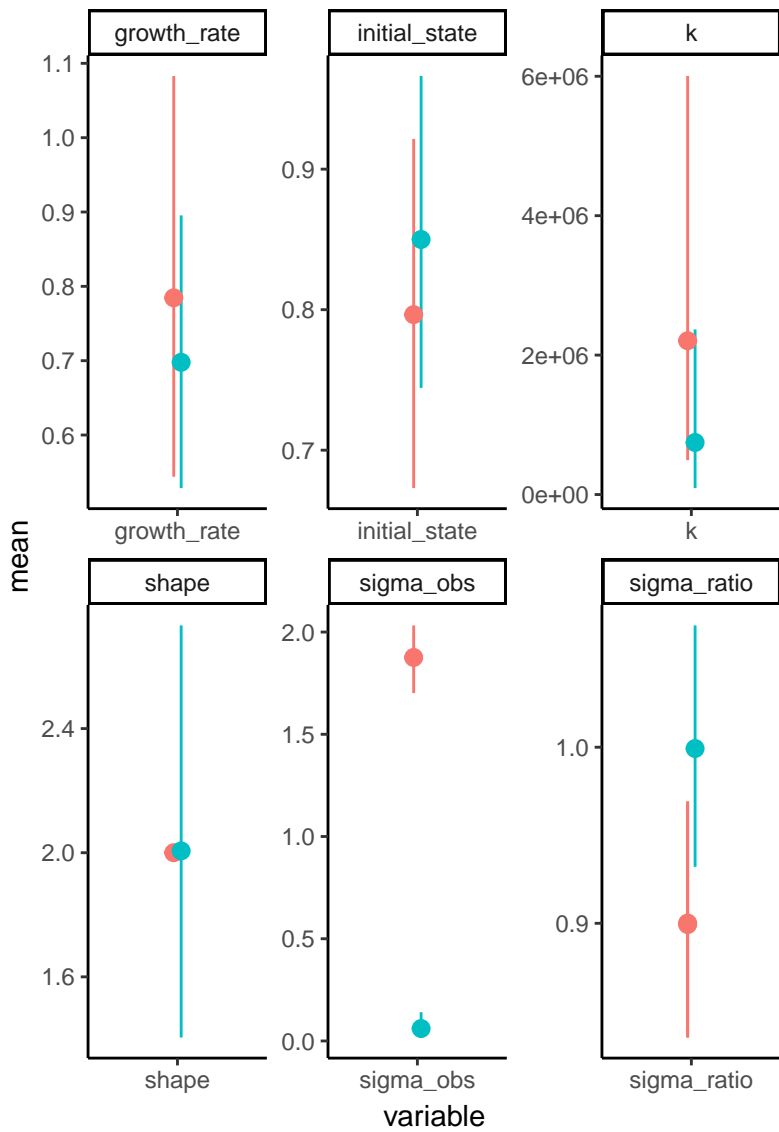 growth_rate
initial_state
k
1.1
1.0
0.9
0.8
0.7
0.6
0.9
0.8
0.7
6e+06
4e+06
2e+06
0e+00
growth_rate
initial_state
k
mean
shape
sigma_obs
sigma_ratio
2.4
2.0
1.6
2.0
1.5
1.0
0.5
0.0
1.0
0.9
shape
sigma_obs
sigma_ratio
variable